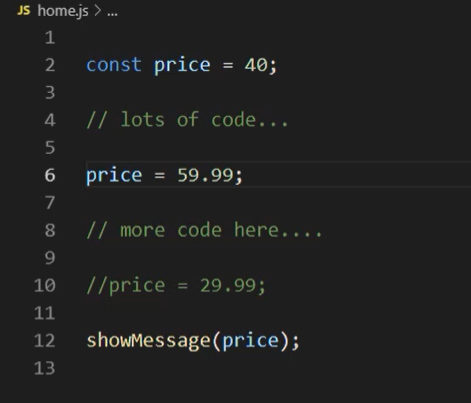 JS home.js > ...
1
2 const price = 40;
3
4 // lots of code...
5
6 price = 59.99;
7
8 // more code here....
9
10 //price = 29.99;
11
12 showMessage(price);
13